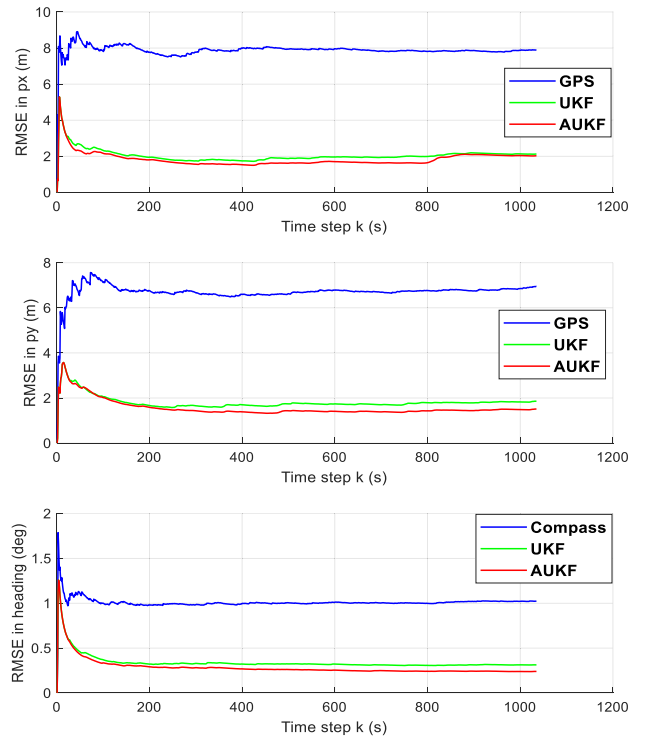 10
8
6
4
2
0
RMSE in px (m)
GPS
UKF
AUKF
0 200 400 600 800 1000 1200
Time step k (s)
8
6
4
2
0
RMSE in py (m)
GPS
UKF
AUKF
0 200 400 600 800 1000 1200
Time step k (s)
2
1.5
1
0.5
0
RMSE in heading (deg)
Compass
UKF
AUKF
0 200 400 600 800 1000 1200
Time step k (s)